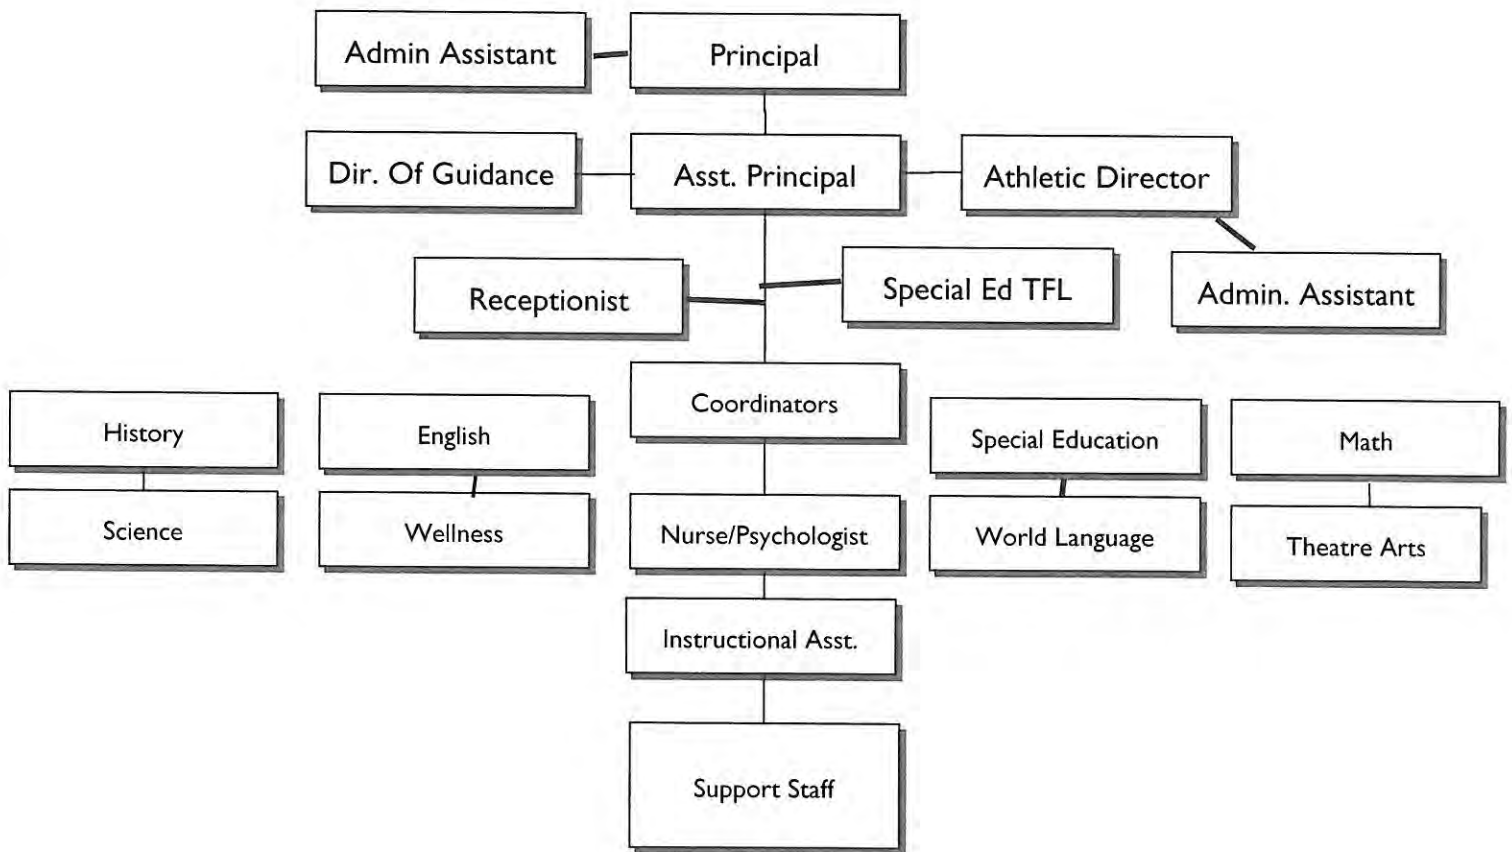 Admin Assistant
Principal
Dir. Of Guidance
Asst. Principal
Athletic Director
Receptionist
Special Ed TFL
Admin. Assistant
Coordinators
History
English
Special Education
Math
Science
Wellness
Nurse/Psychologist
World Language
Theatre Arts
Instructional Asst.
Support Staff